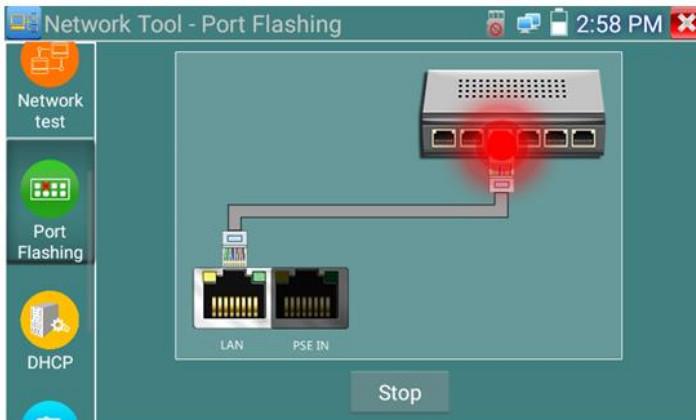 Network Tool - Port Flashing
2:58 PM
Network
test
Port
Flashing
DHCP
LAN
PSE IN
Stop